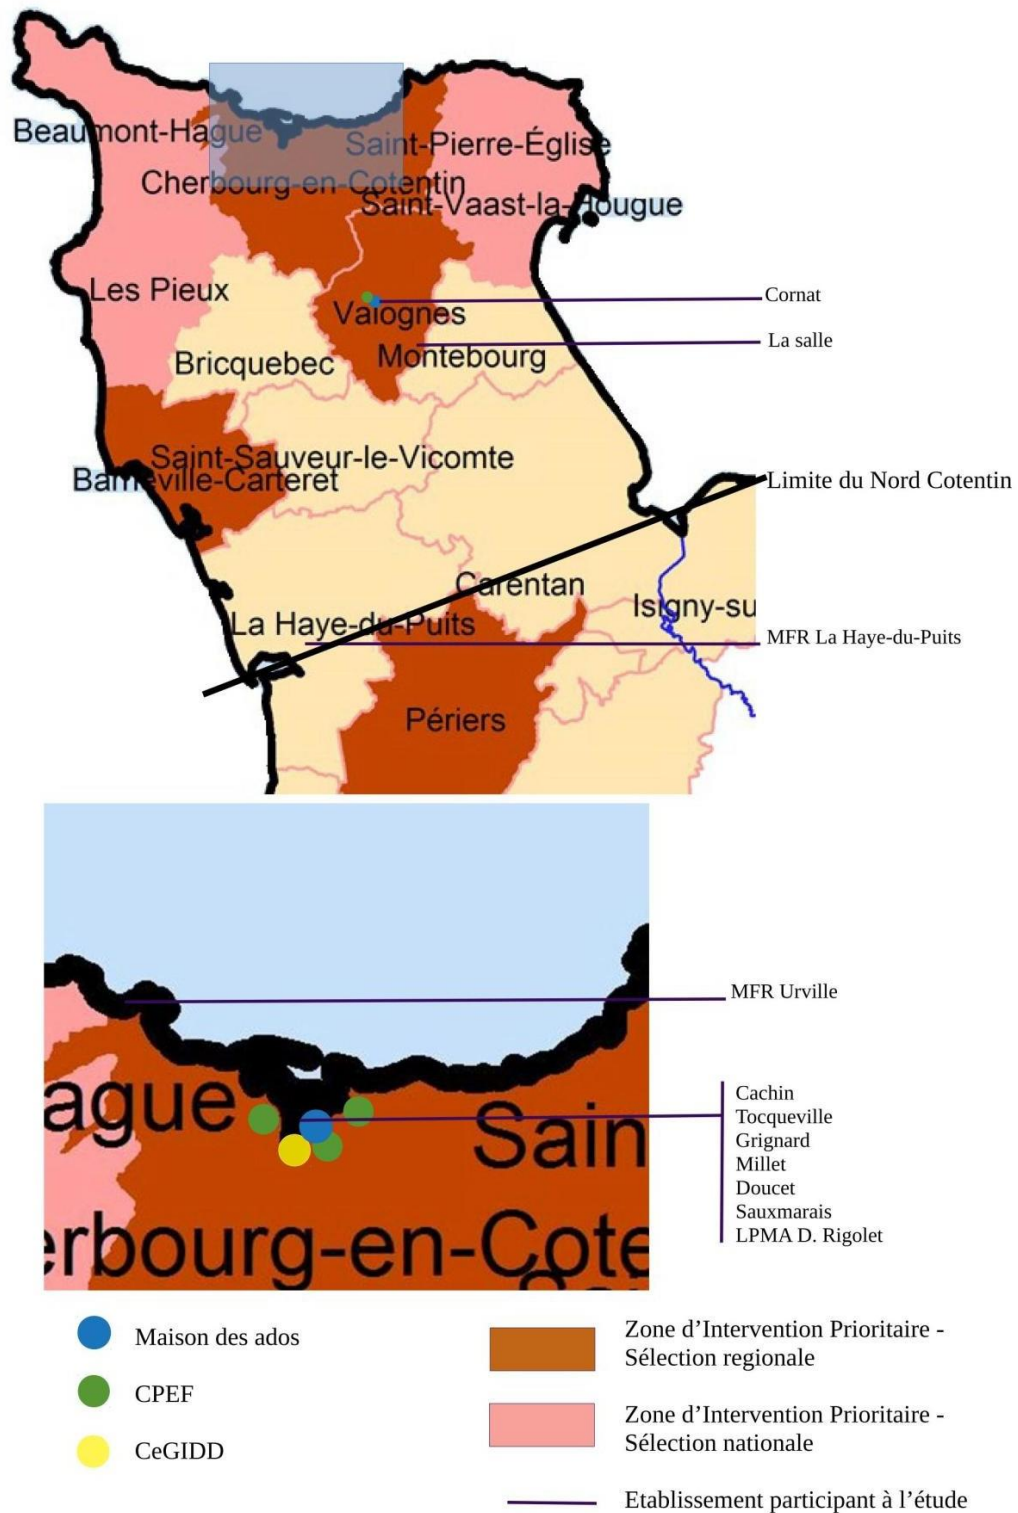 Beaumont-Hague
Saint-Pierre-Église
Cherbourg-en-Cotentin
Saint-Vaast-la-Hougue
Les Pieux
Cornat
Valognes
La salle
Bricquebec
Montebourg
Saint-Sauveur-le-Vicomte
Barneville-Carteret
Limite du Nord Cotentin
Carentan
Isigny-su
La Haye-du-Puits
MFR La Haye-du-Puits
Périers
MFR Urville
ague
Sain
Cachin
Tocqueville
Grignard
Millet
Doucet
Sauxmarais
LPMA D. Rigolet
erbourg-en-Cote
Maison des ados
CPEF
CeGIDD
Zone d’Intervention Prioritaire -
Sélection regionale
Zone d’Intervention Prioritaire -
Sélection nationale
Etablissement participant à l’étude